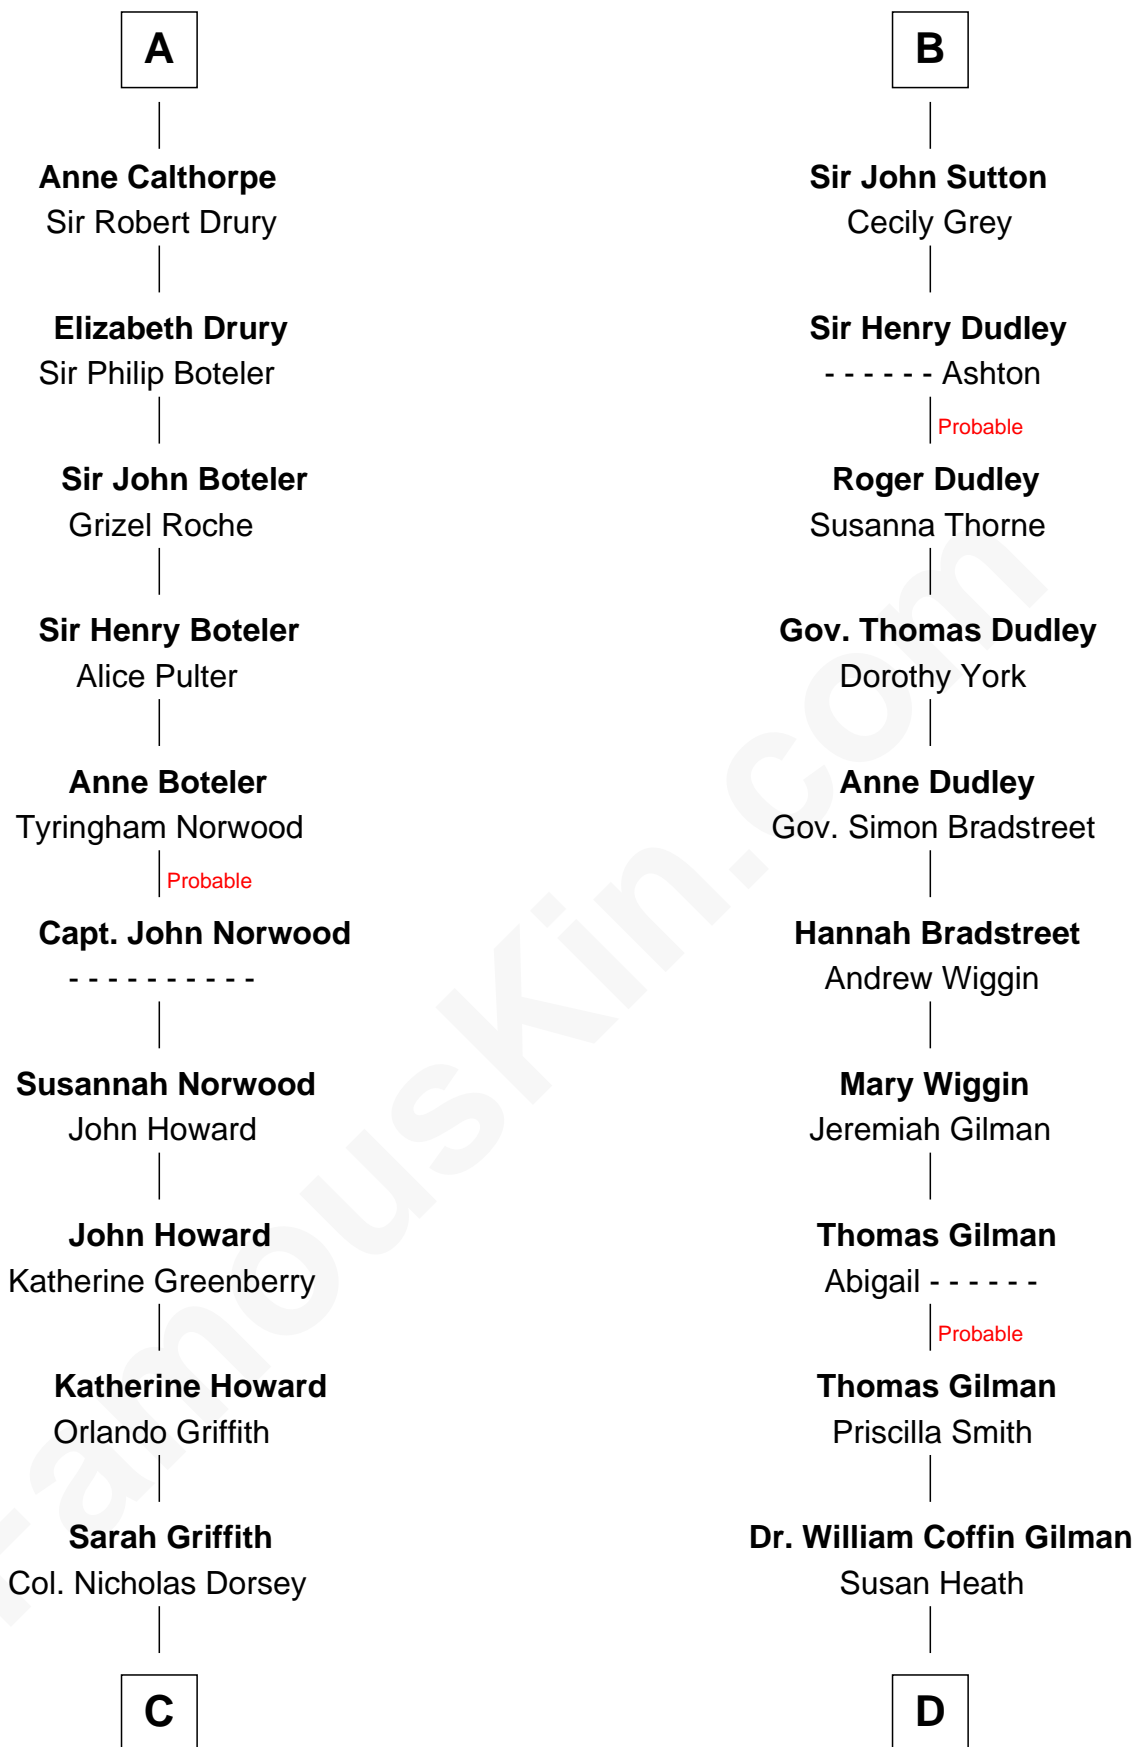 A
Anne Calthorpe
Sir Robert Drury
Elizabeth Drury
Sir Philip Boteler
Sir John Boteler
Grizel Roche
Sir Henry Boteler
Alice Pulter
Anne Boteler
Tyringham Norwood
Probable
Capt. John Norwood
- - - - - - - - - -
Susannah Norwood
John Howard
John Howard
Katherine Greenberry
Katherine Howard
Orlando Griffith
Sarah Griffith
Col. Nicholas Dorsey
C
B
Sir John Sutton
Cecily Grey
Sir Henry Dudley
- - - - - - Ashton
Probable
Roger Dudley
Susanna Thorne
Gov. Thomas Dudley
Dorothy York
Anne Dudley
Gov. Simon Bradstreet
Hannah Bradstreet
Andrew Wiggin
Mary Wiggin
Jeremiah Gilman
Thomas Gilman
Abigail - - - - - -
Probable
Thomas Gilman
Priscilla Smith
Dr. William Coffin Gilman
Susan Heath
D
FamousKin.com